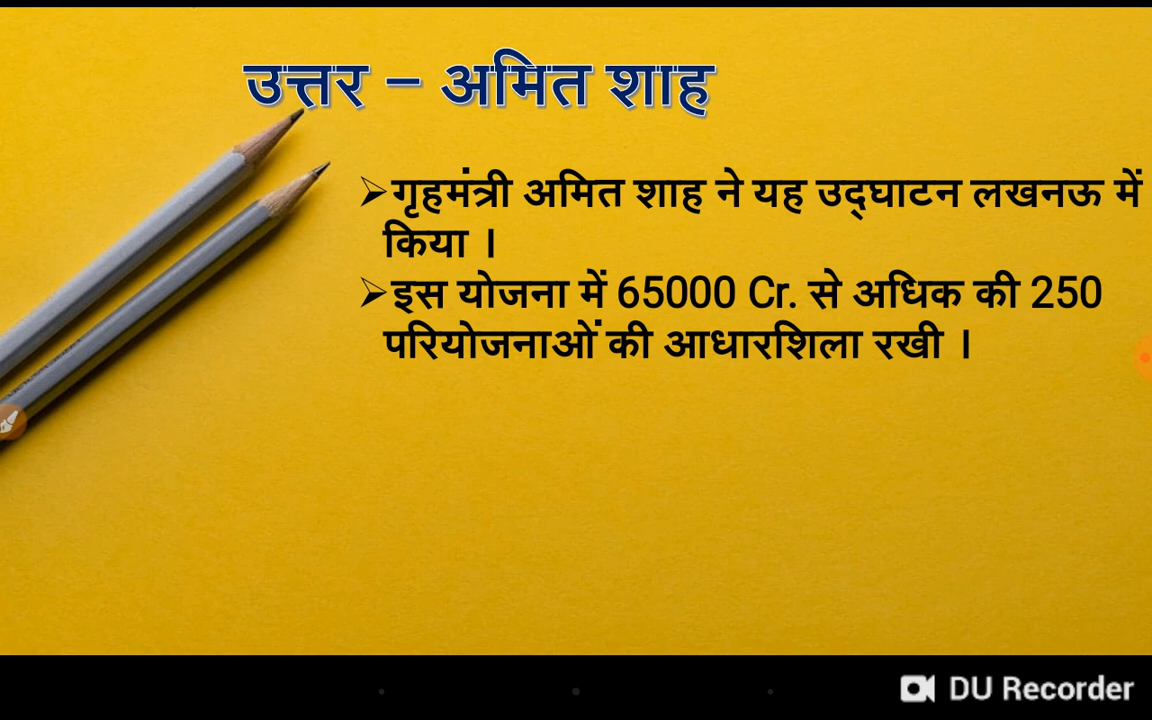 उत्तर – अमित शाह
➢गृहमंत्री अमित शाह ने यह उद्घाटन लखनऊ में
किया ।
➢इस योजना में 65000 Cr. से अधिक की 250
परियोजनाओं की आधारशिला रखी ।
DU Recorder